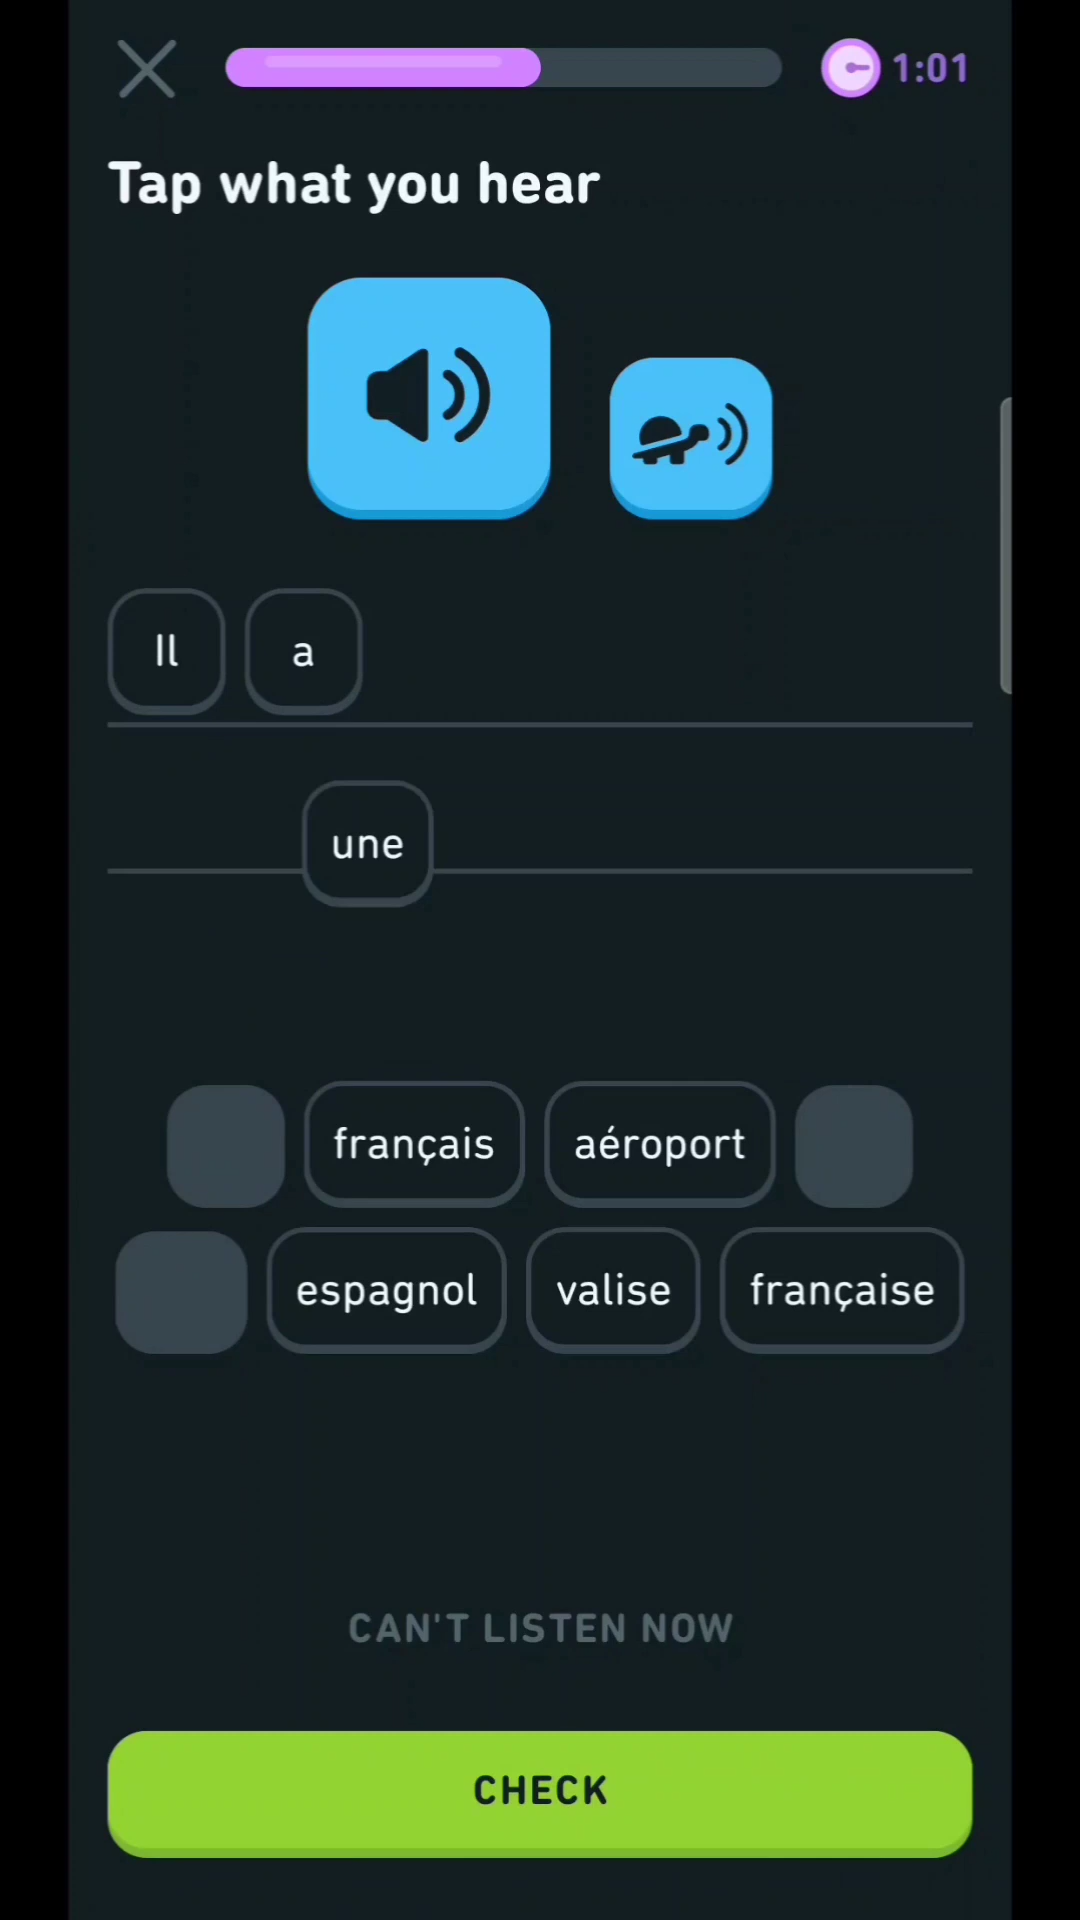 1:01
Tap what you hear
Il a
une
français aéroport
espagnol valise française
CAN'T LISTEN NOW
CHECK